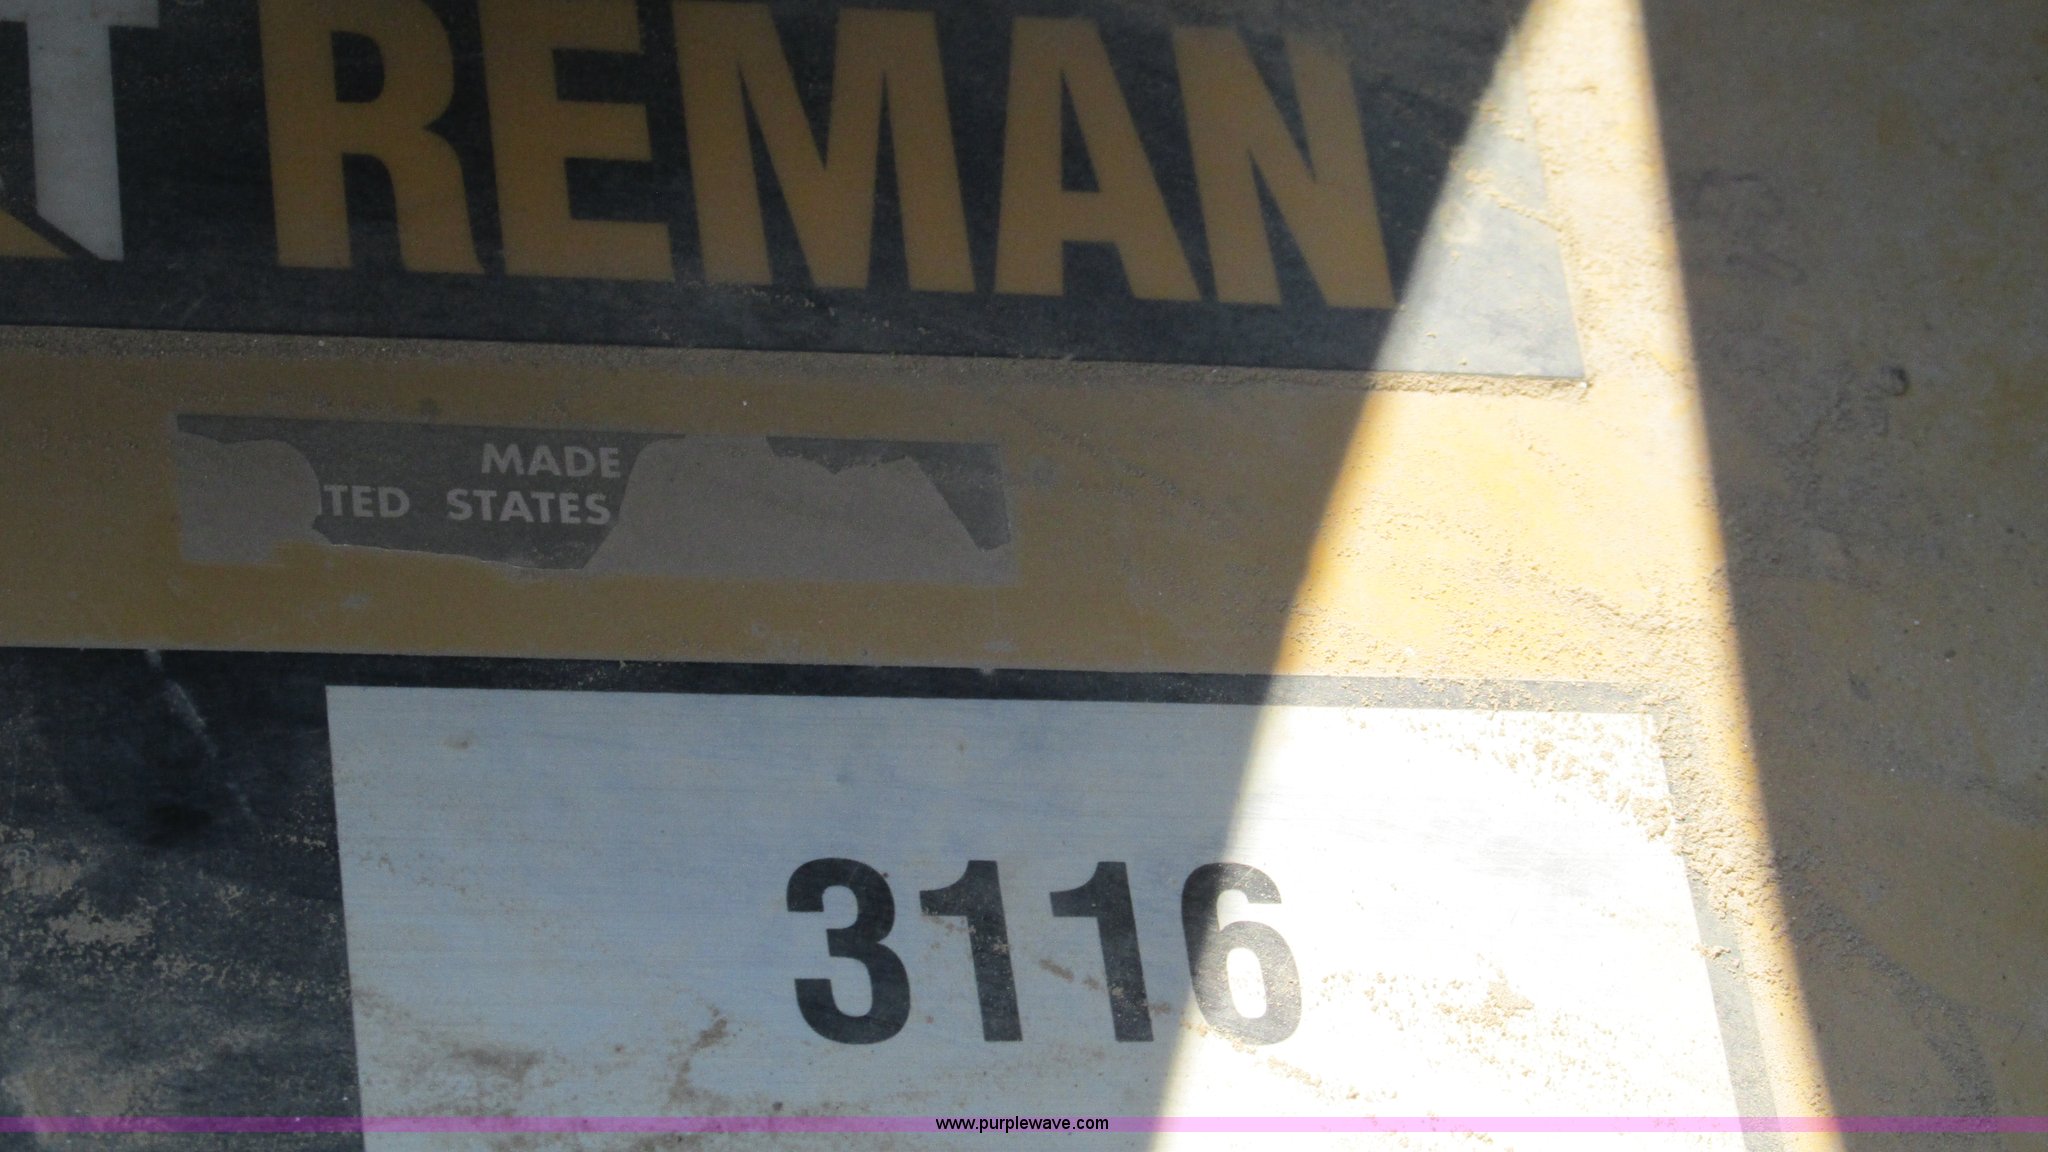 T REMAN
MADE
TED STATES
3116
www.purplewave.com